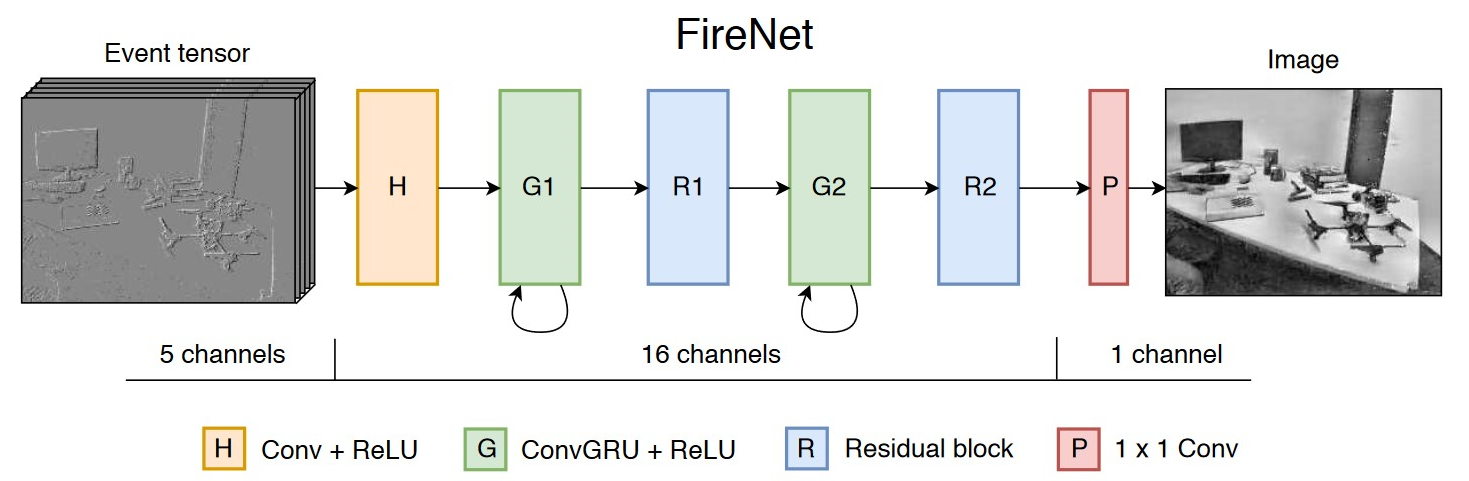 FireNet
Event tensor
Image
H
G1
R1
G2
R2
P
5 channels
16 channels
1 channel
H Conv + ReLU
G ConvGRU + ReLU
R Residual block
P 1 x 1 Conv